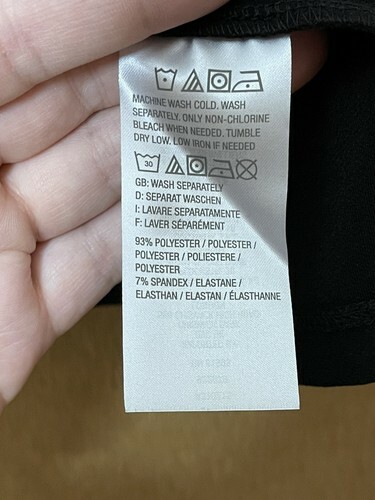 MACHINE WASH COLD. WASH
SEPARATELY. ONLY NON-CHLORINE
BLEACH WHEN NEEDED. TUMBLE
DRY LOW. LOW IRON IF NEEDED
30
GB: WASH SEPARATELY
D: SEPARAT WASCHEN
I: LAVARE SEPARATAMENTE
F: LAVER SÉPARÉMENT
93% POLYESTER / POLYESTER /
POLYESTER / POLIESTERE /
POLYESTER
7% SPANDEX / ELASTANE /
ELASTHAN / ELASTAN / ÉLASTHANNE